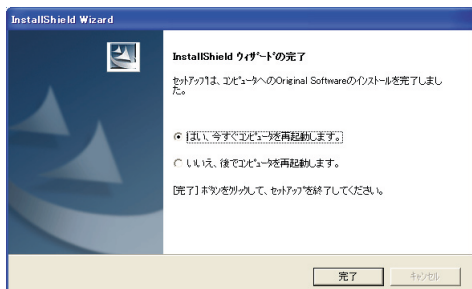 InstallShield Wizard
InstallShield ウィザードの完了
セットアップは、コンピュータへのOriginal Softwareのインストールを完了しまし
た。
はい、今すぐコンピュータを再起動します。
いいえ、後でコンピュータを再起動します。
[完了] ボタンをクリックして、セットアップを終了してください。
完了
キャンセル